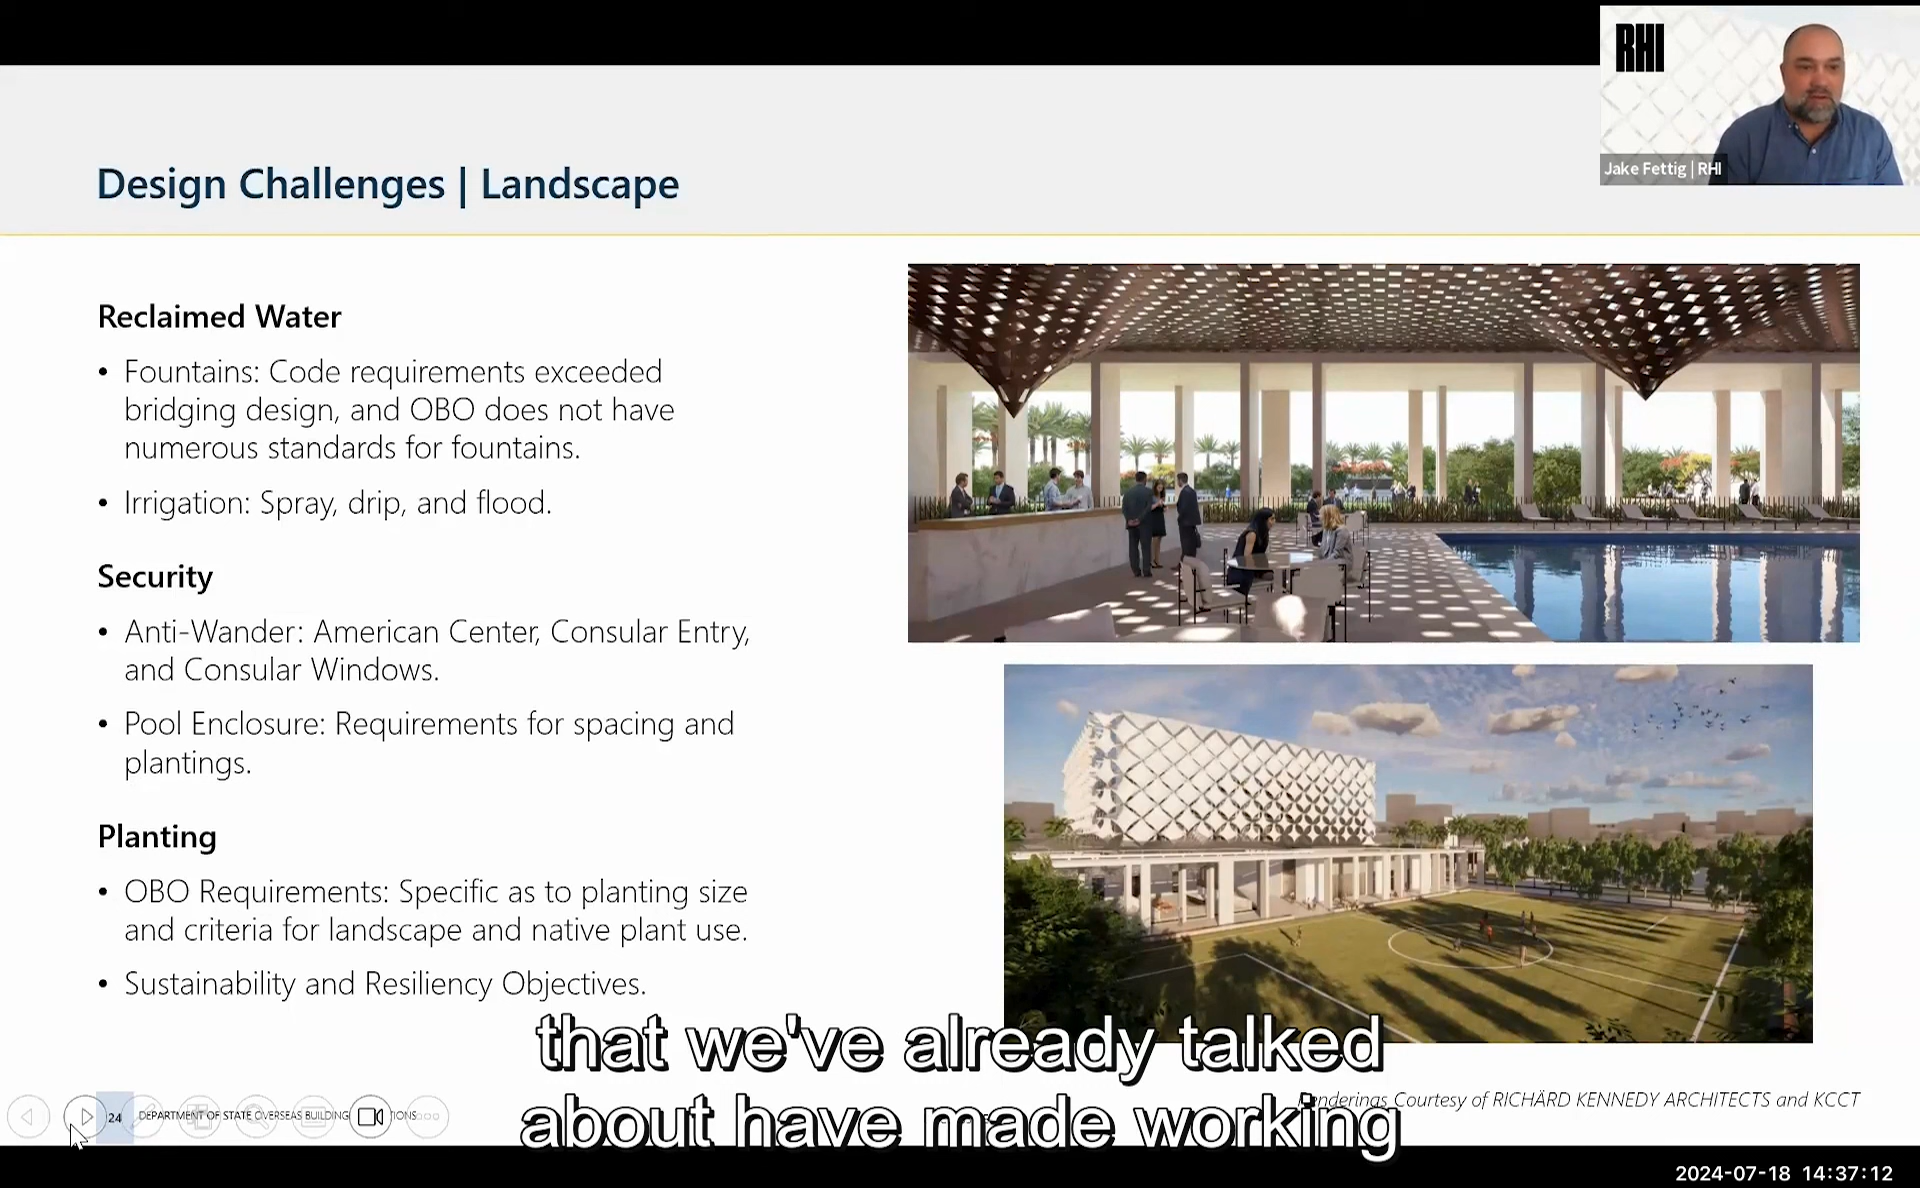 RHI
Jake Fettig | RHI
Design Challenges | Landscape
Reclaimed Water
• Fountains: Code requirements exceeded
bridging design, and OBO does not have
numerous standards for fountains.
• Irrigation: Spray, drip, and flood.
Security
• Anti-Wander: American Center, Consular Entry,
and Consular Windows.
• Pool Enclosure: Requirements for spacing and
plantings.
Planting
• OBO Requirements: Specific as to planting size
and criteria for landscape and native plant use.
• Sustainability and Resiliency Objectives.
that we've already talked
about have made working
Courtesy of RICHÄRD KENNEDY ARCHITECTS and KCCT
24 DEPARTMENT OF STATE OVERSEAS BUILDING
2024-07-18 14:37:12